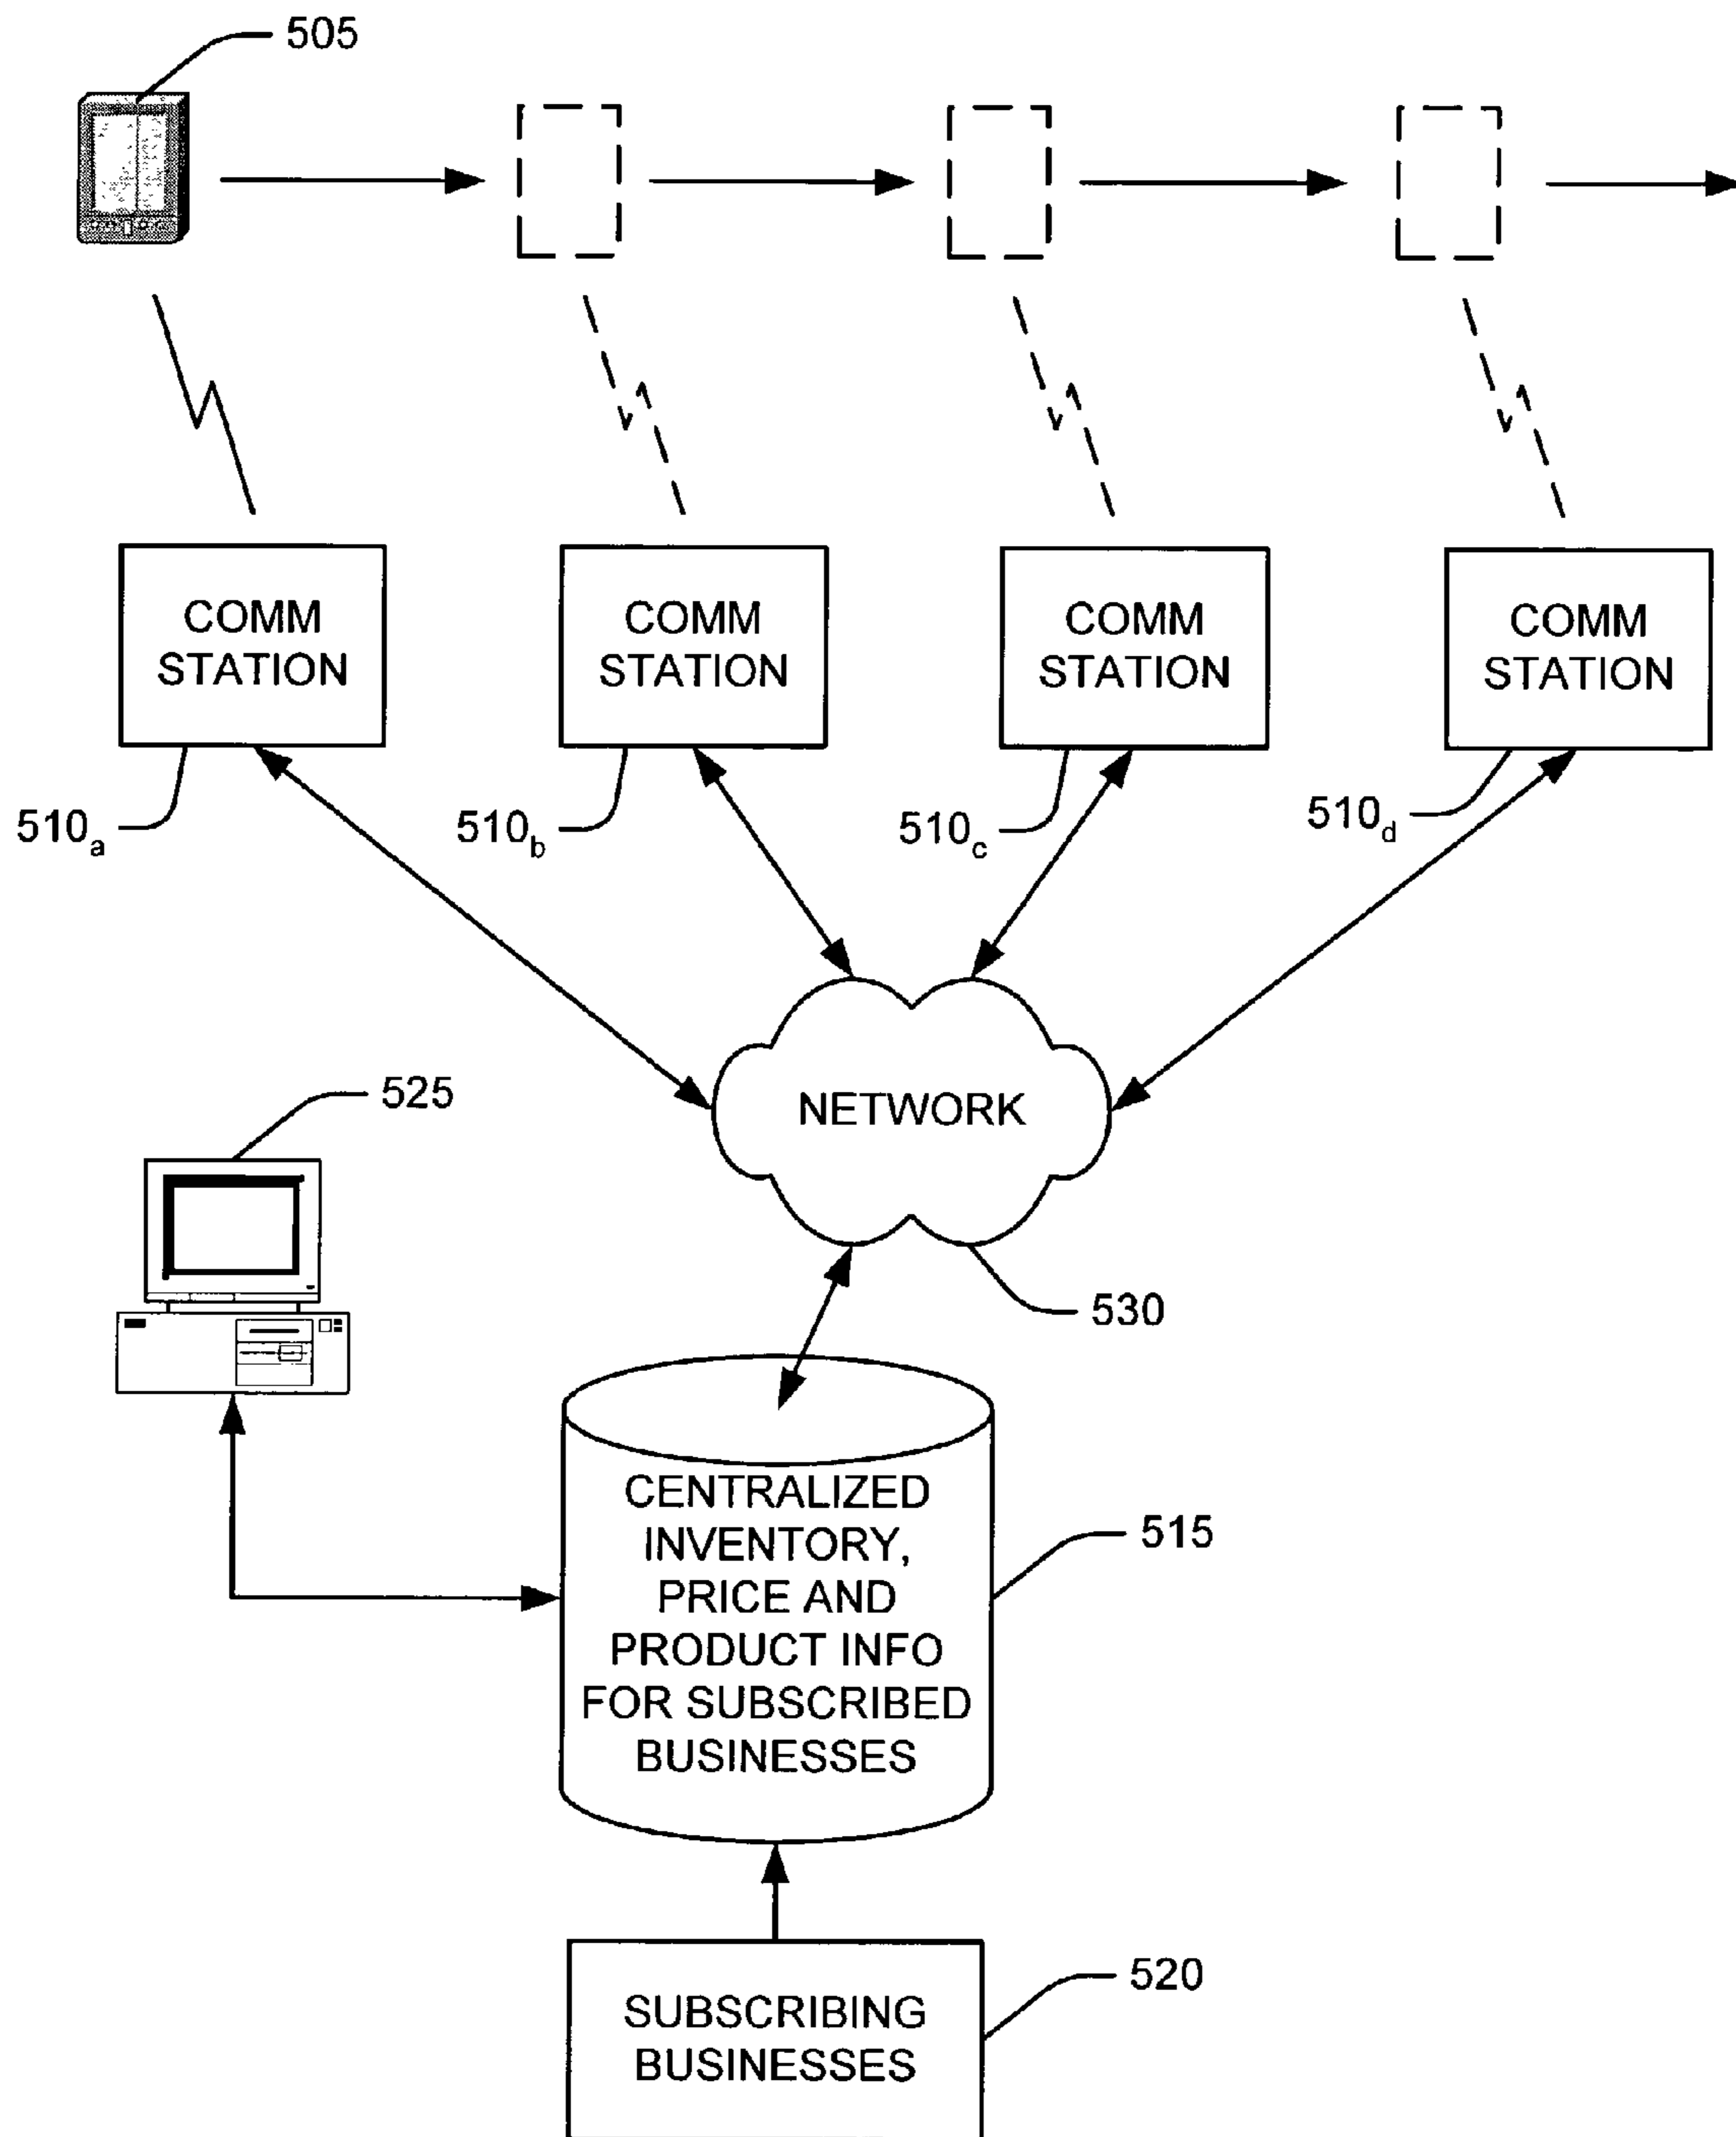 505
COMM
STATION
COMM
STATION
COMM
STATION
COMM
STATION
510a
510b
510c
510d
525
NETWORK
530
CENTRALIZED
INVENTORY,
PRICE AND
PRODUCT INFO
FOR SUBSCRIBED
BUSINESSES
515
SUBSCRIBING
BUSINESSES
520